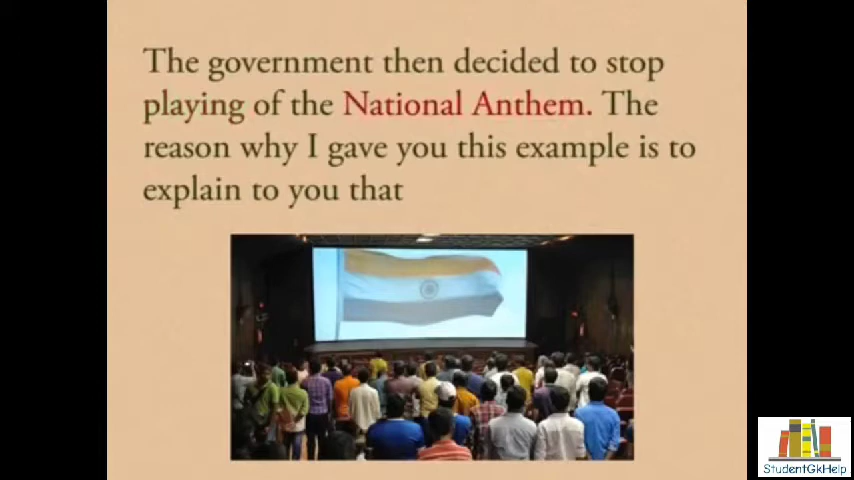 The government then decided to stop
playing of the National Anthem. The
reason why I gave you this example is to
explain to you that
StudentGkHelp